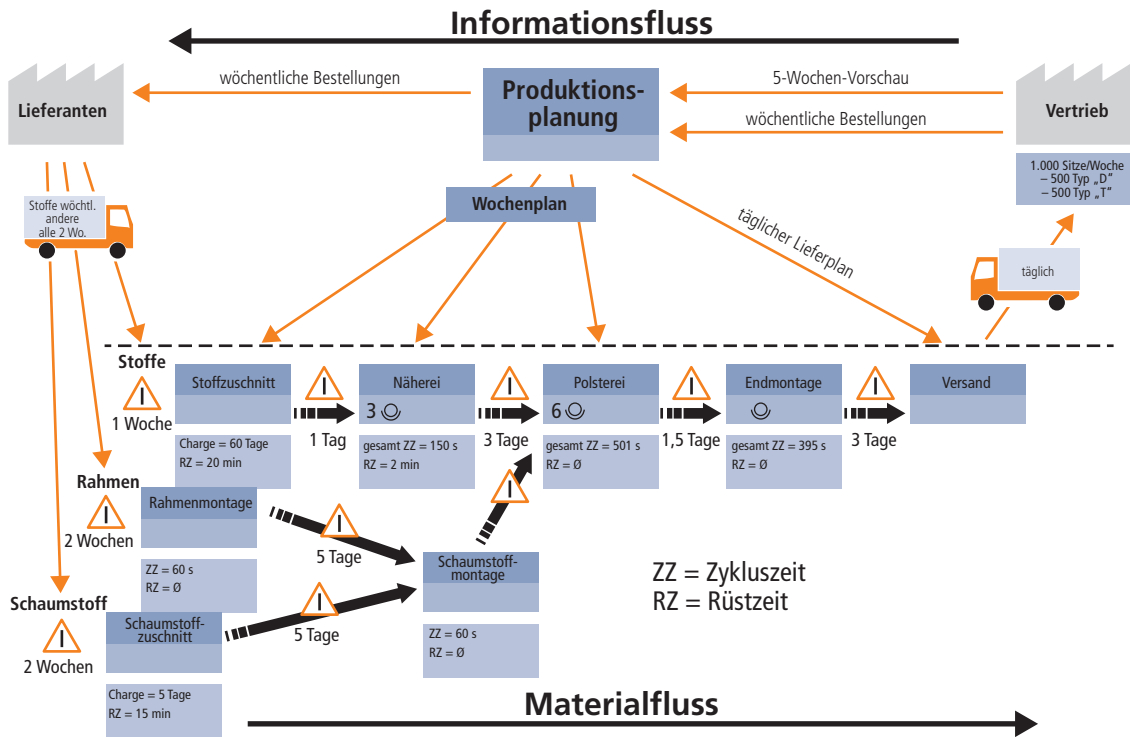 Informationsfluss
Lieferanten
wöchentliche Bestellungen
Produktions-
planung
5-Wochen-Vorschau
wöchentliche Bestellungen
Vertrieb
1.000 Sitze/Woche
– 500 Typ „D“
– 500 Typ „T“
Stoffe wöchtl.
andere
alle 2 Wo.
Wochenplan
täglicher Lieferplan
täglich
Stoffe
1 Woche
Stoffzuschnitt
Charge = 60 Tage
RZ = 20 min
1 Tag
Näherei
3
gesamt ZZ = 150 s
RZ = 2 min
3 Tage
Polsterei
6
gesamt ZZ = 501 s
RZ = Ø
1,5 Tage
Endmontage
gesamt ZZ = 395 s
RZ = Ø
3 Tage
Versand
Rahmen
2 Wochen
Rahmenmontage
ZZ = 60 s
RZ = Ø
5 Tage
Schaumstoff-
montage
ZZ = 60 s
RZ = Ø
Schaumstoff
2 Wochen
Schaumstoff-
zuschnitt
Charge = 5 Tage
RZ = 15 min
5 Tage
ZZ = Zykluszeit
RZ = Rüstzeit
Materialfluss